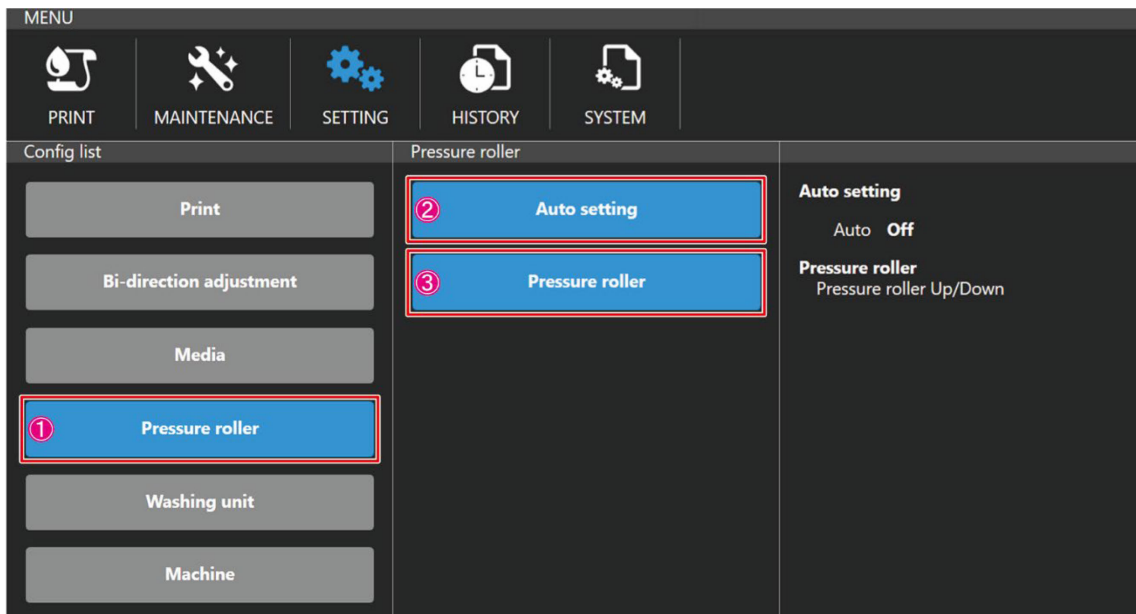 MENU
PRINT
MAINTENANCE
SETTING
HISTORY
SYSTEM
Config list
Print
Bi-direction adjustment
Media
① Pressure roller
Washing unit
Machine
Pressure roller
② Auto setting
③ Pressure roller
Auto setting
Auto Off
Pressure roller
Pressure roller Up/Down